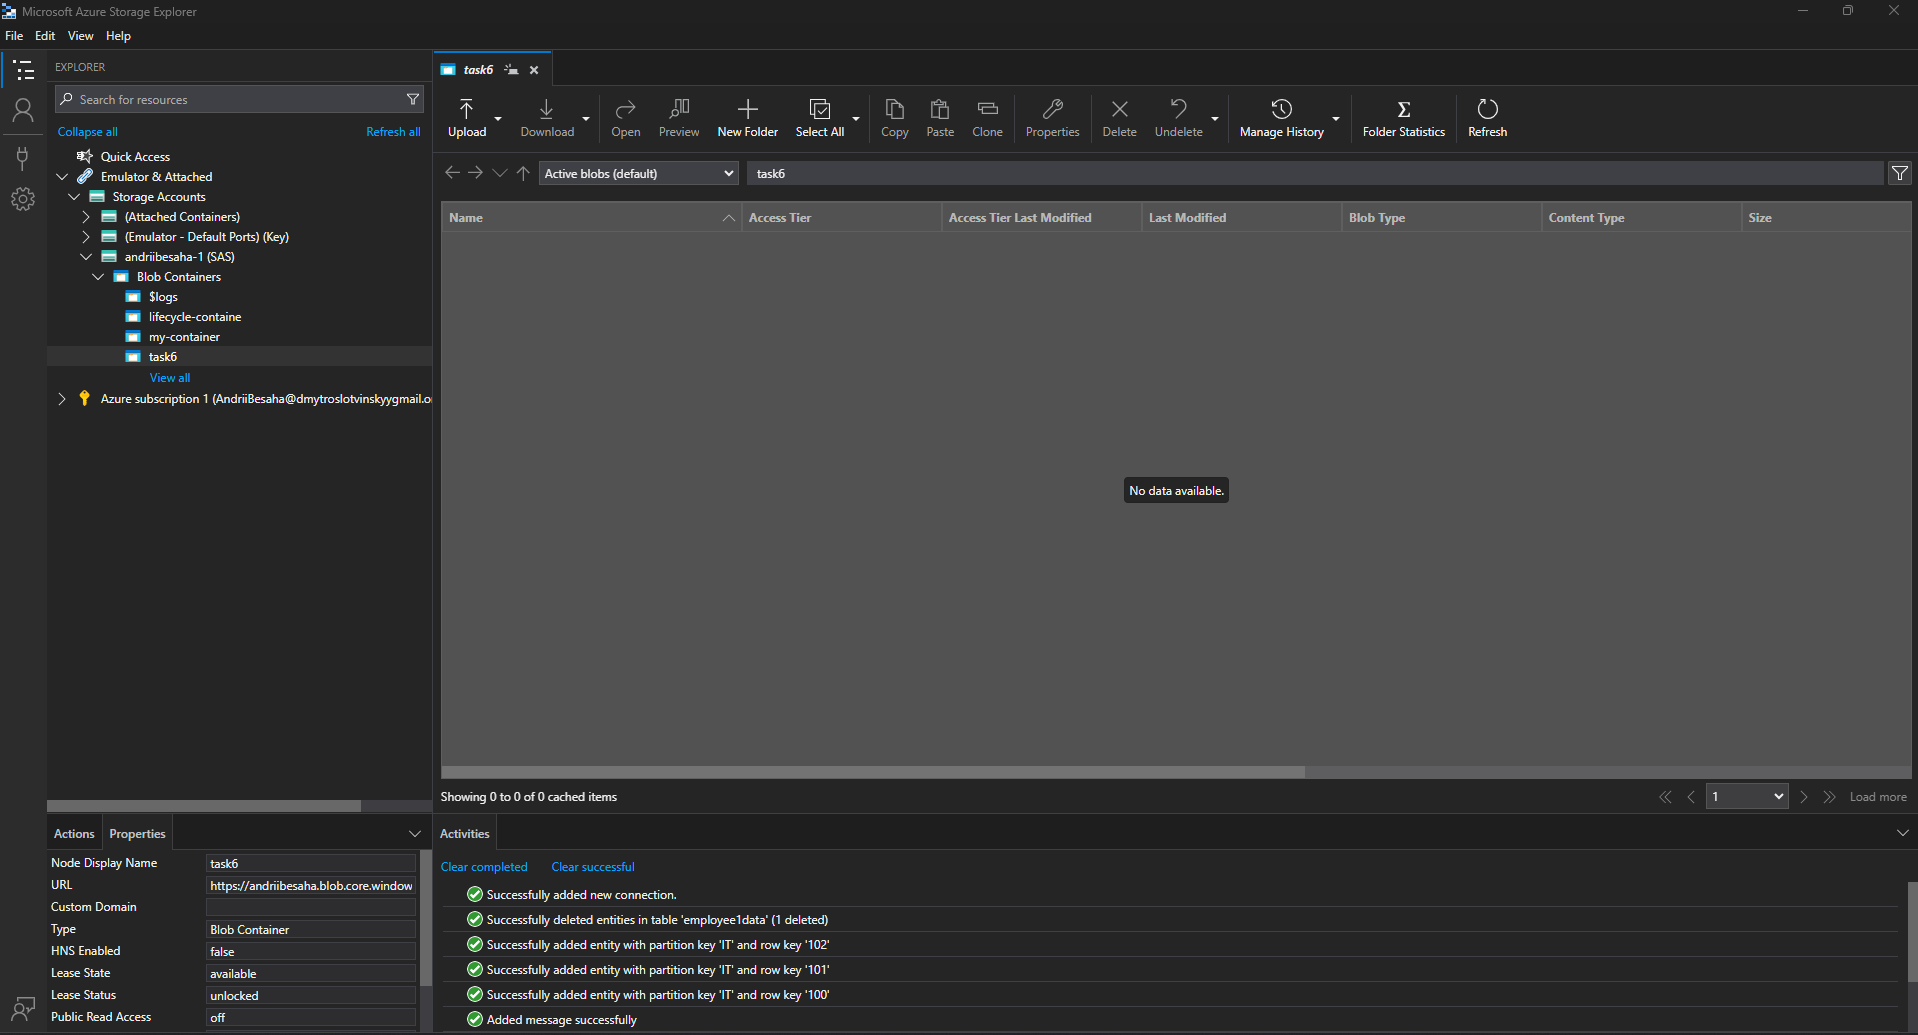 Microsoft Azure Storage Explorer
File Edit View Help
EXPLORER
Search for resources
Collapse all Refresh all
Quick Access
Emulator & Attached
Storage Accounts
(Attached Containers)
(Emulator - Default Ports) (Key)
andriibesaha-1 (SAS)
Blob Containers
$logs
lifecycle-containe
my-container
task6
View all
Azure subscription 1 (AndriiBesaha@dmytroslotvinskyygmail.o
task6
Upload Download Open Preview New Folder Select All Copy Paste Clone Properties Delete Undelete Manage History Folder Statistics Refresh
Active blobs (default) task6
Name Access Tier Access Tier Last Modified Last Modified Blob Type Content Type Size
No data available.
Showing 0 to 0 of 0 cached items 1 Load more
Actions Properties
Node Display Name task6
URL https://andriibesaha.blob.core.window
Custom Domain
Type Blob Container
HNS Enabled false
Lease State available
Lease Status unlocked
Public Read Access off
Activities
Clear completed Clear successful
Successfully added new connection.
Successfully deleted entities in table 'employee1data' (1 deleted)
Successfully added entity with partition key 'IT' and row key '102'
Successfully added entity with partition key 'IT' and row key '101'
Successfully added entity with partition key 'IT' and row key '100'
Added message successfully